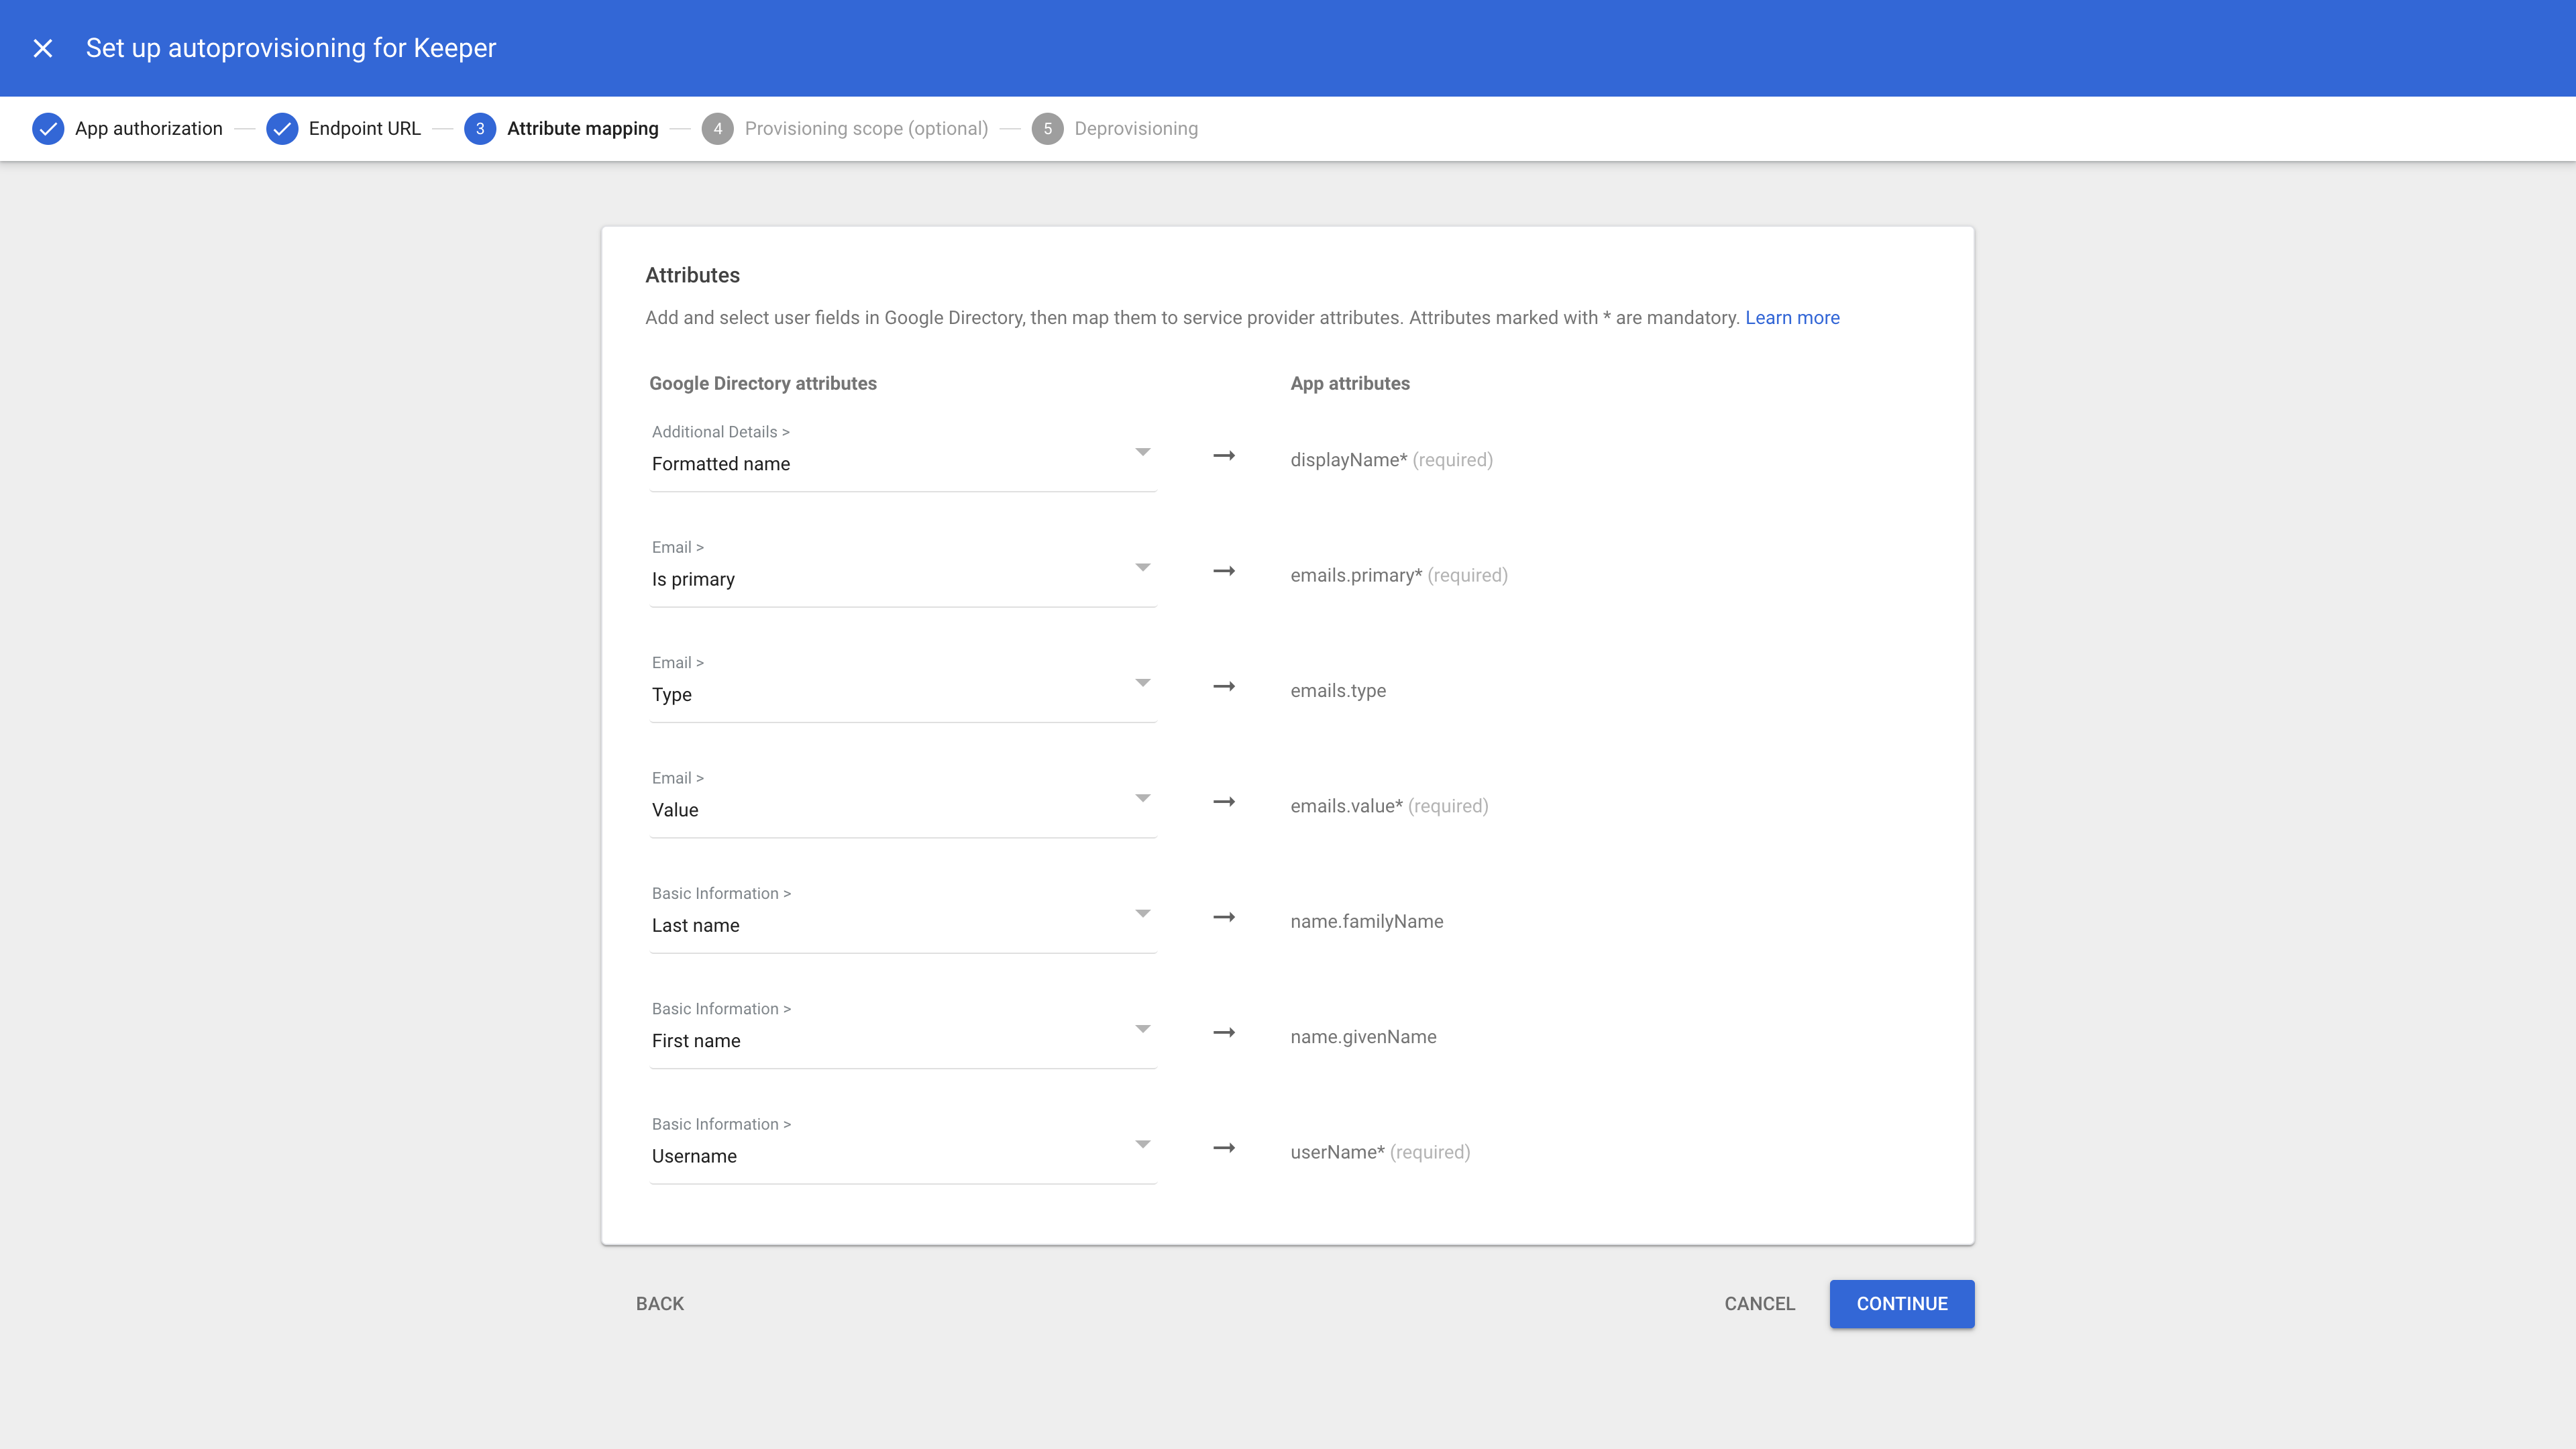 Set up autoprovisioning for Keeper
App authorization
Endpoint URL
3 Attribute mapping
4 Provisioning scope (optional)
5 Deprovisioning
Attributes
Add and select user fields in Google Directory, then map them to service provider attributes. Attributes marked with * are mandatory. Learn more
Google Directory attributes
App attributes
Additional Details >
Formatted name
displayName* (required)
Email >
Is primary
emails.primary* (required)
Email >
Type
emails.type
Email >
Value
emails.value* (required)
Basic Information >
Last name
name.familyName
Basic Information >
First name
name.givenName
Basic Information >
Username
userName* (required)
BACK
CANCEL
CONTINUE